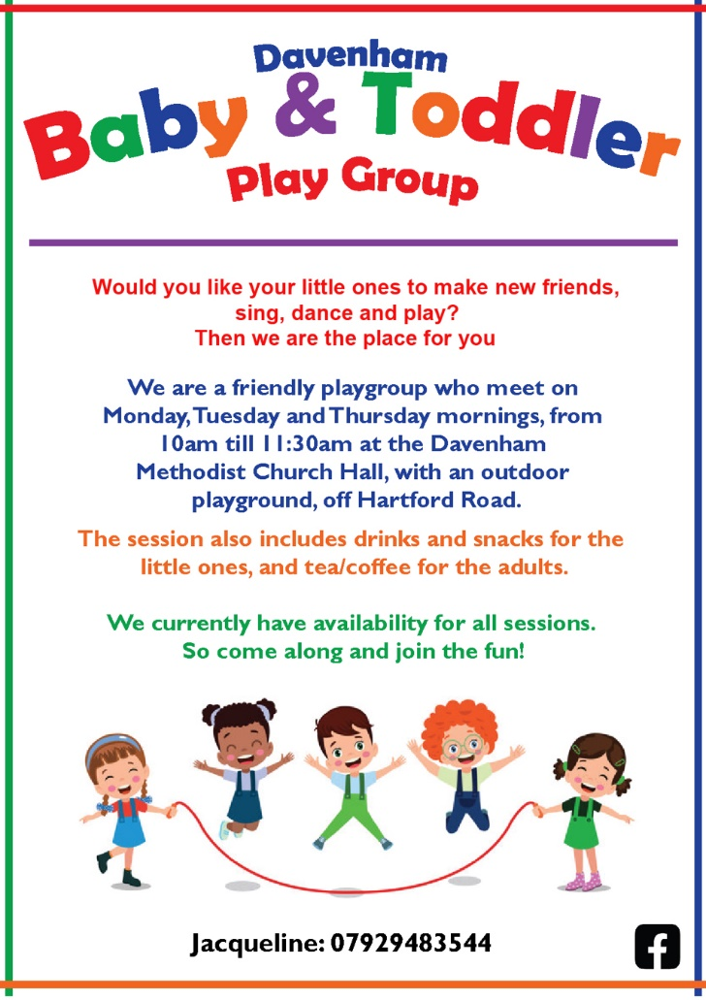 Davenham
Baby & Toddler
Play Group
Would you like your little ones to make new friends,
sing, dance and play?
Then we are the place for you
We are a friendly playgroup who meet on
Monday, Tuesday and Thursday mornings, from
10am till 11:30am at the Davenham
Methodist Church Hall, with an outdoor
playground, off Hartford Road.
The session also includes drinks and snacks for the
little ones, and tea/coffee for the adults.
We currently have availability for all sessions.
So come along and join the fun!
Jacqueline: 07929483544